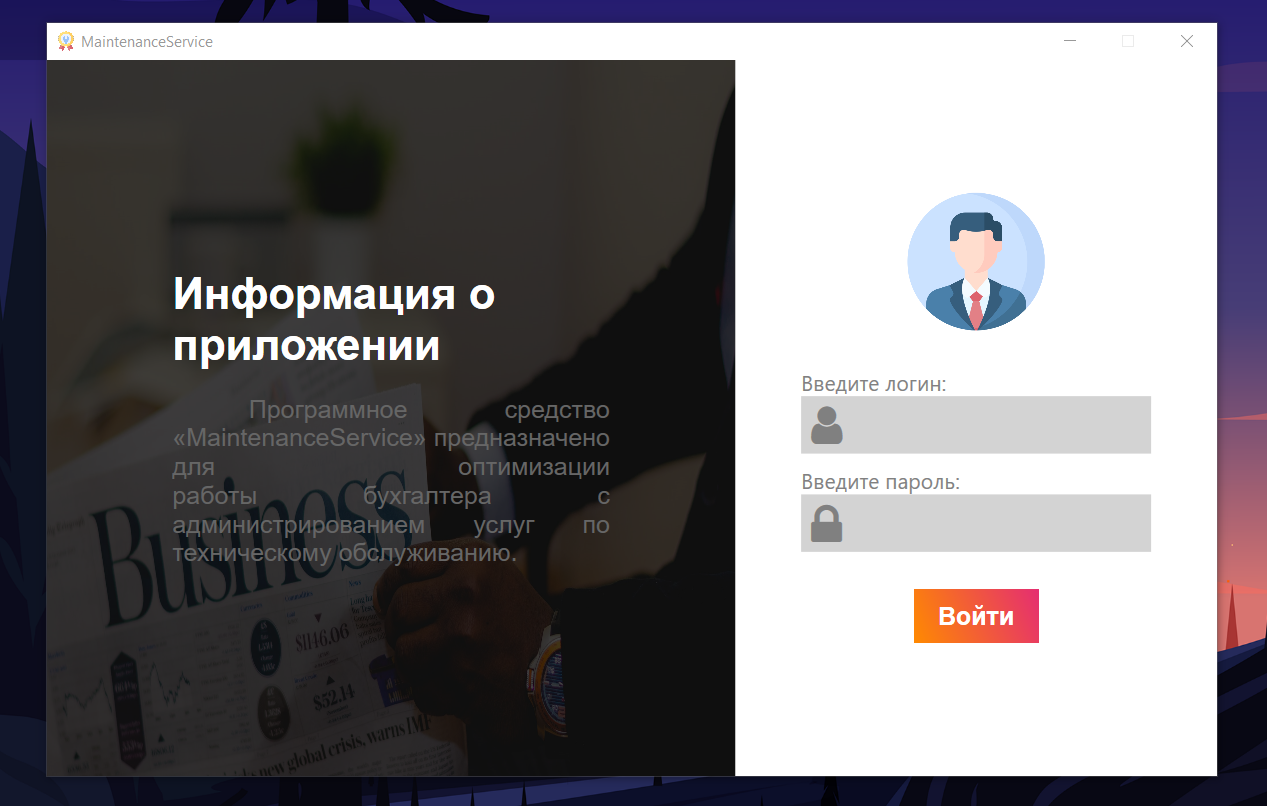 MaintenanceService
Информация о
приложении
Программное средство
«MaintenanceService» предназначено
для оптимизации
работы бухгалтера с
администрированием услуг по
техническому обслуживанию.
Business
$1146.06
$52.14
new global crisis, warns IMF
Введите логин:
Введите пароль:
Войти